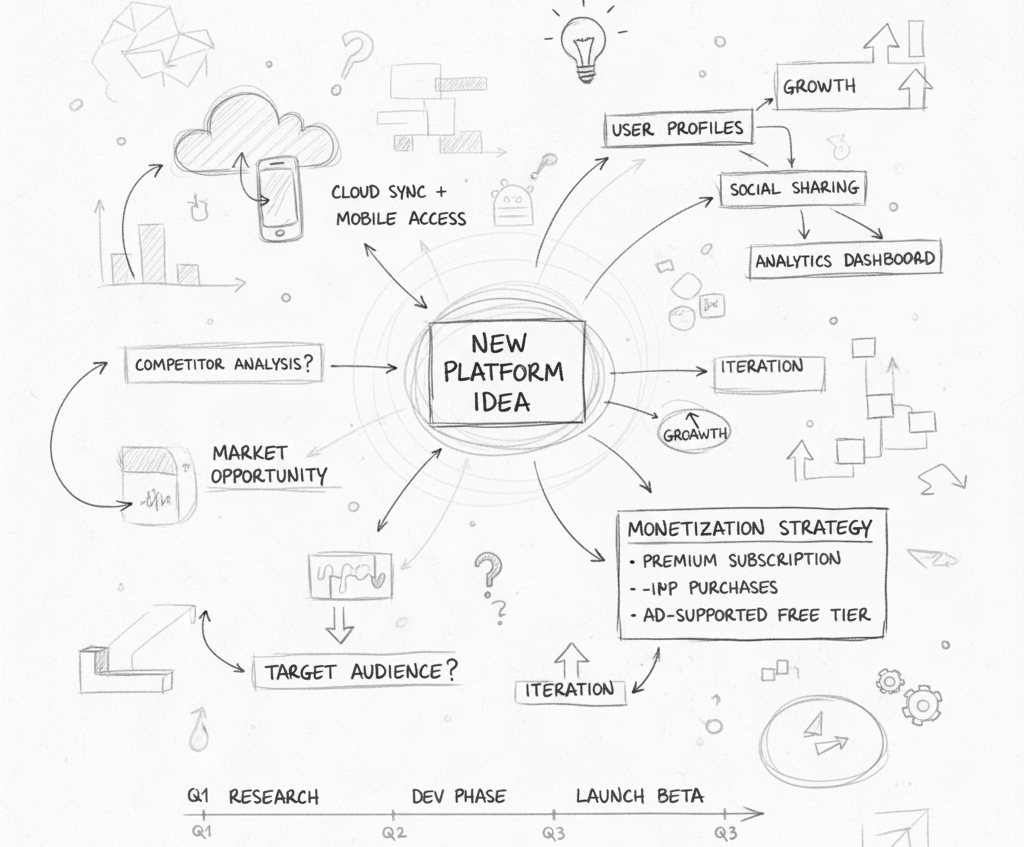 GROWTH
USER PROFILES
SOCIAL SHARING
CLOUD SYNC +
MOBILE ACCESS
ANALYTICS DASHBOORD
NEW
PLATFORM
IDEA
COMPETITOR ANALYSIS?
ITERATION
GROAWTH
MARKET
OPPORTUNITY
MONETIZATION STRATEGY
• PREMIUM SUBSCRIPTION
PURCHASES
• AD-SUPPORTED FREE TIER
?
?
?
TARGET AUDIENCE?
ITERATION
Q1 RESEARCH
DEV PHASE
LAUNCH BETA
Q1
Q2
Q3
Q3